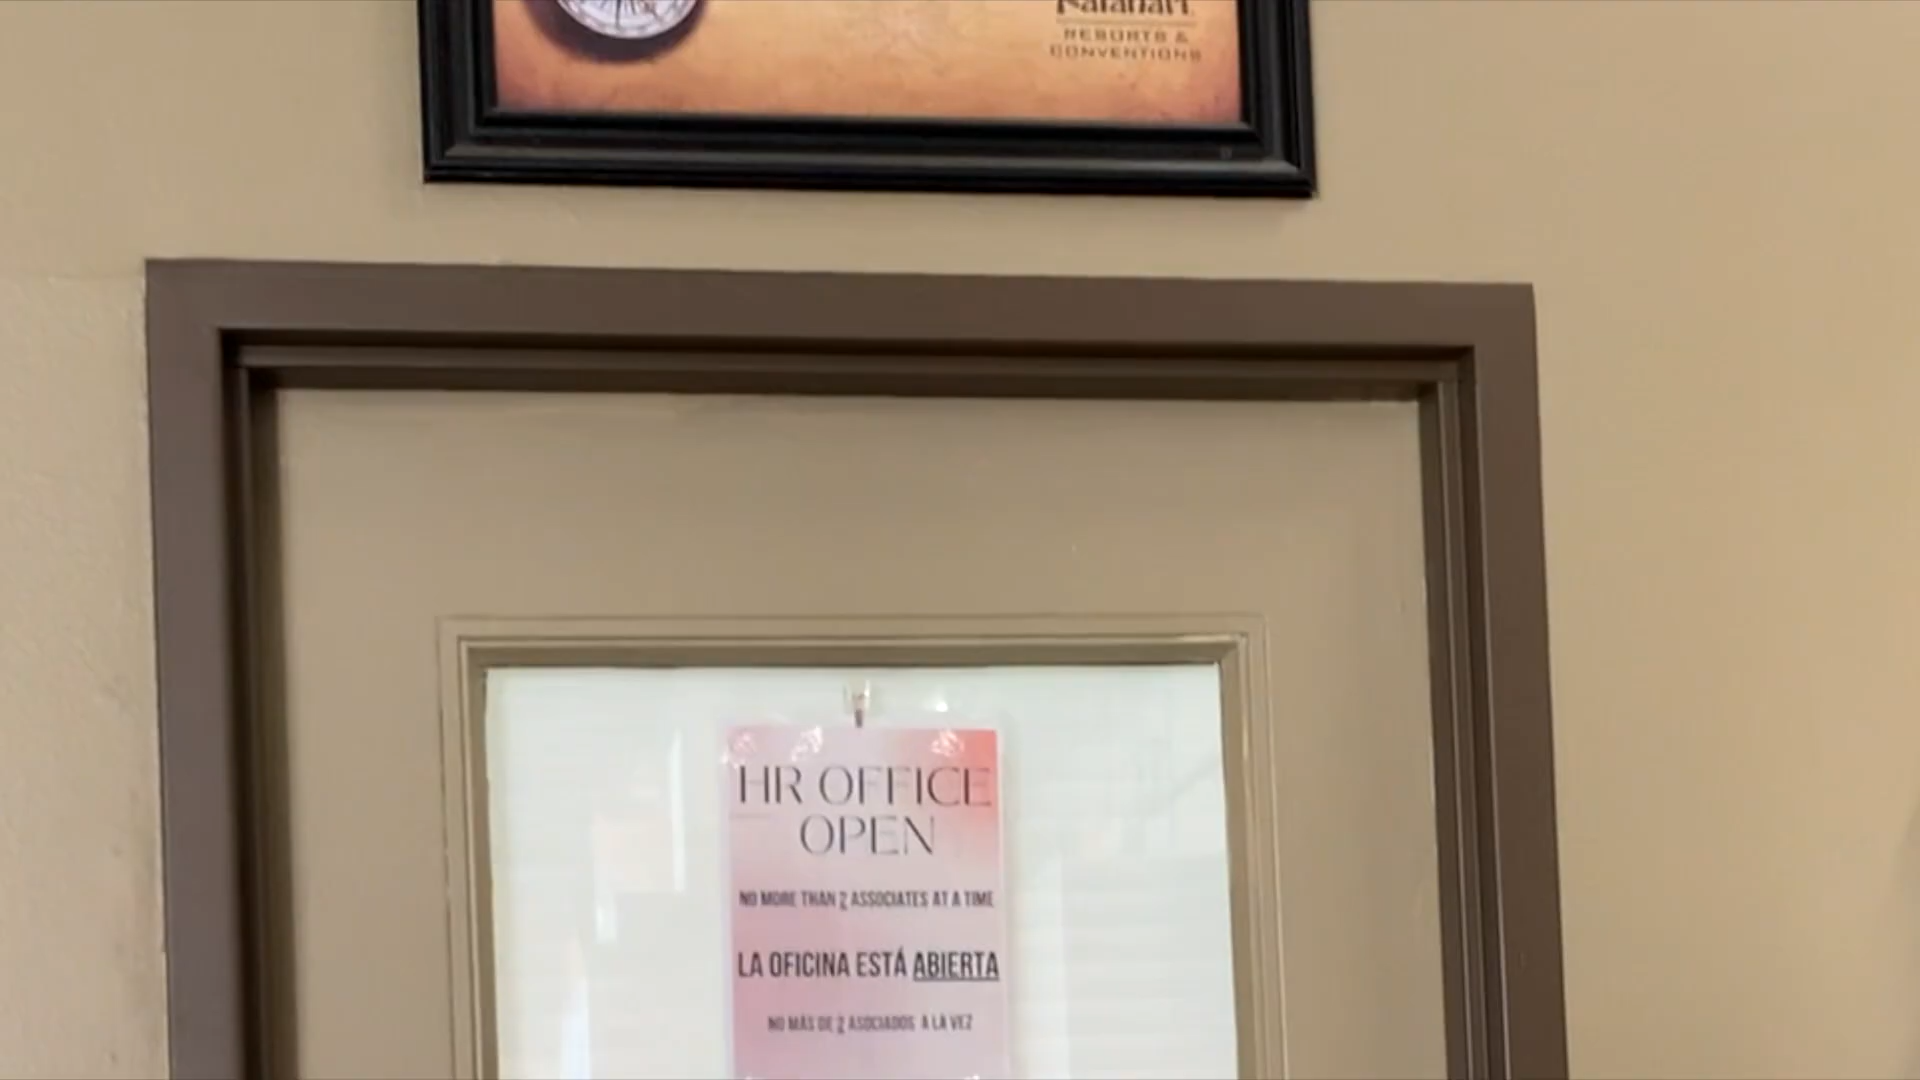 Kalahari
RESORTS &
CONVENTIONS
HR OFFICE
OPEN
NO MORE THAN 2 ASSOCIATES AT A TIME
LA OFICINA ESTÁ ABIERTA
NO MÁS DE 2 ASOCIADOS A LA VEZ